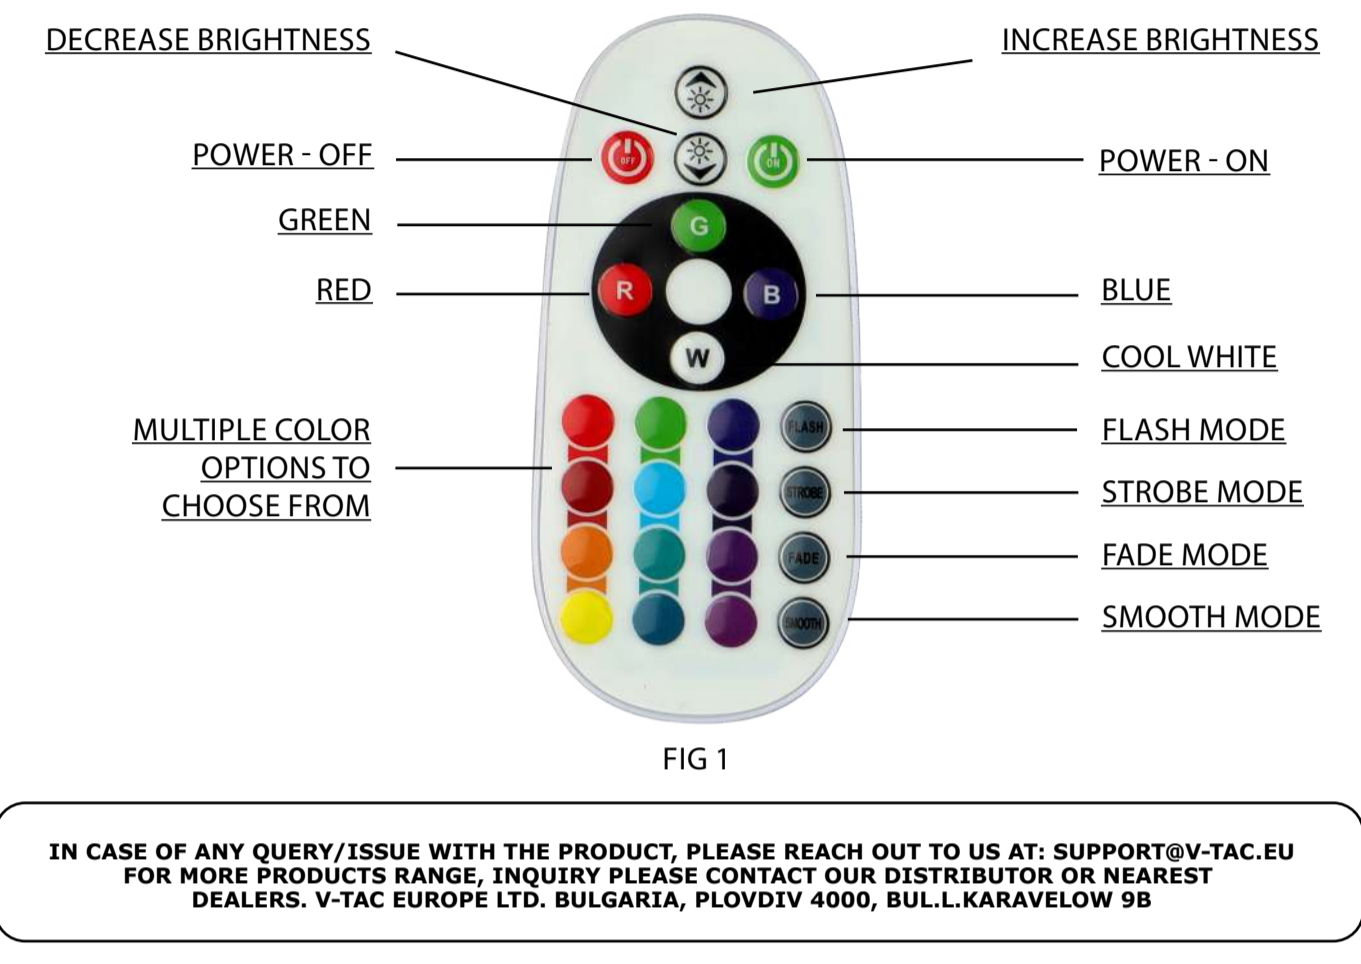 DECREASE BRIGHTNESS
INCREASE BRIGHTNESS
POWER - OFF
OFF
ON
POWER - ON
GREEN
G
RED
R
B
BLUE
W
COOL WHITE
MULTIPLE COLOR
OPTIONS TO
CHOOSE FROM
FLASH
FLASH MODE
STROBE
STROBE MODE
FADE
FADE MODE
SMOOTH
SMOOTH MODE
FIG 1
IN CASE OF ANY QUERY/ISSUE WITH THE PRODUCT, PLEASE REACH OUT TO US AT: SUPPORT@V-TAC.EU
FOR MORE PRODUCTS RANGE, INQUIRY PLEASE CONTACT OUR DISTRIBUTOR OR NEAREST
DEALERS. V-TAC EUROPE LTD. BULGARIA, PLOVDIV 4000, BUL.L.KARAVELOW 9B